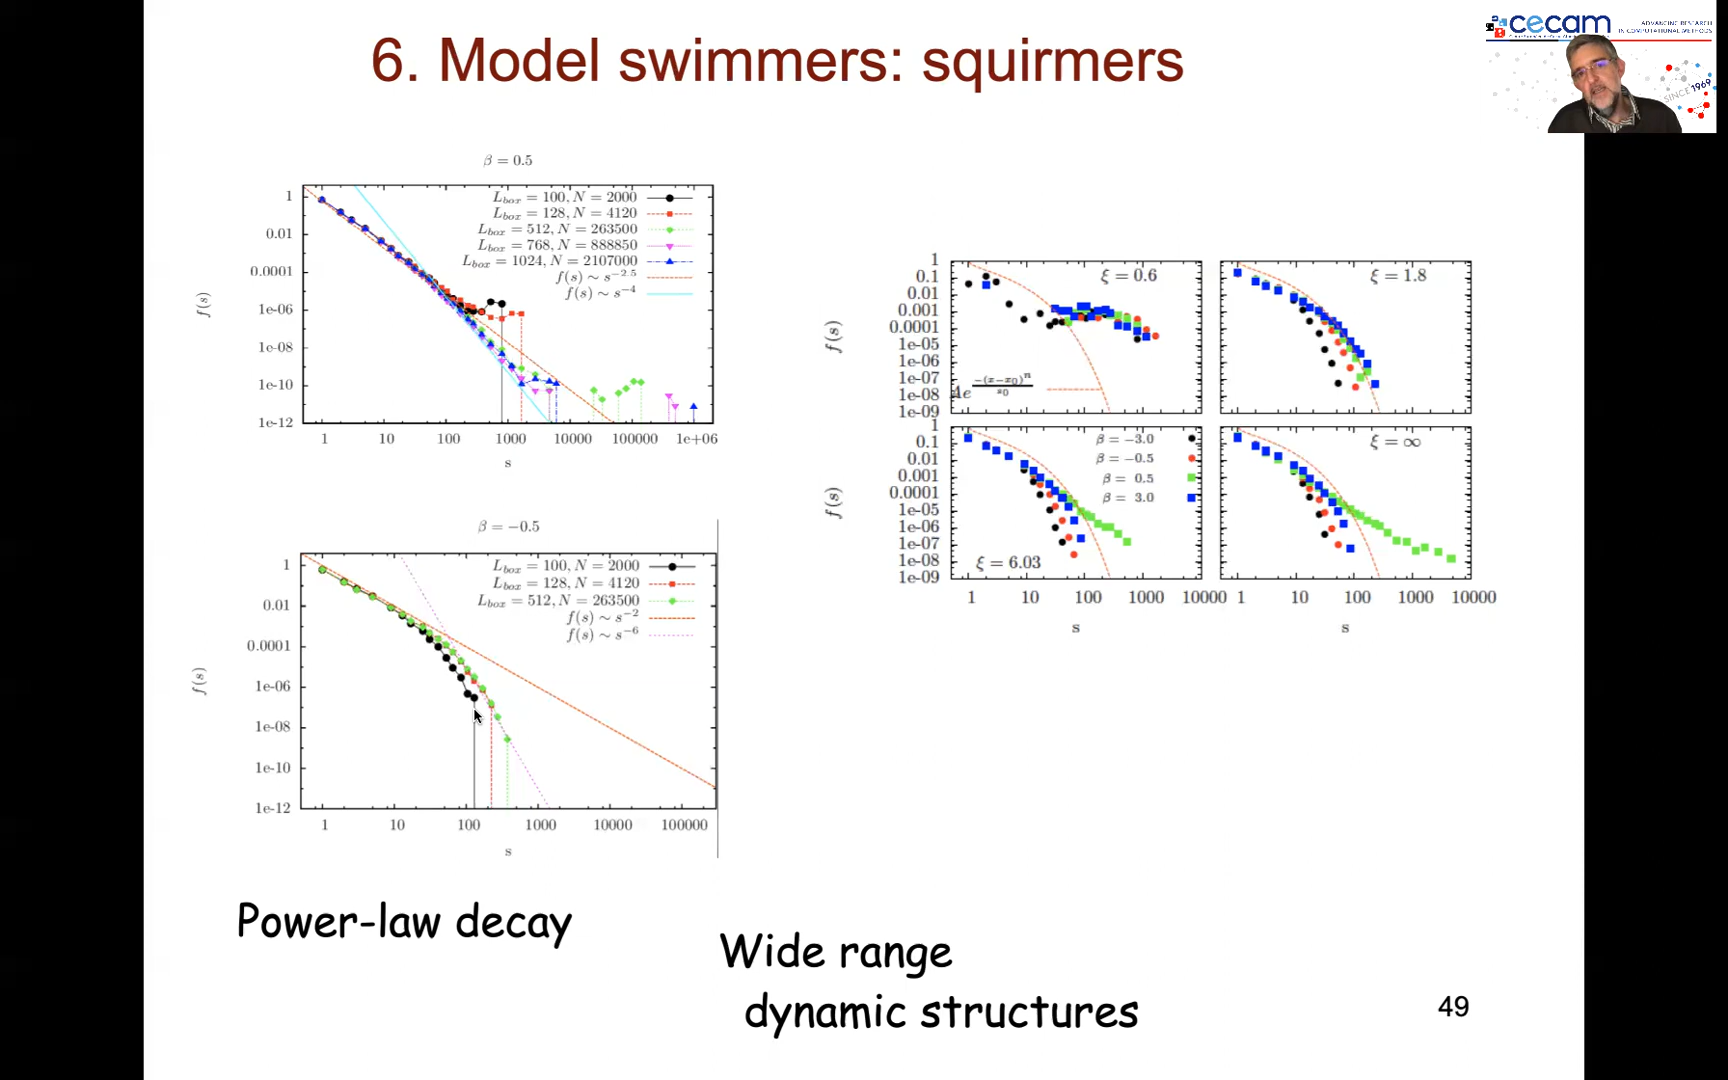 6. Model swimmers: squirmers
cecam
ADVANCING RESEARCH
IN COMPUTATIONAL METHODS
SINCE 1969
β = 0.5
L_box = 100, N = 2000
L_box = 128, N = 4120
L_box = 512, N = 263500
L_box = 768, N = 888850
L_box = 1024, N = 2107000
f(s) ~ s^−2.5
f(s) ~ s^−4
1
0.01
0.0001
1e-06
1e-08
1e-10
1e-12
f(s)
1 10 100 1000 10000 100000 1e+06
s
β = −0.5
L_box = 100, N = 2000
L_box = 128, N = 4120
L_box = 512, N = 263500
f(s) ~ s^−2
f(s) ~ s^−6
1
0.01
0.0001
1e-06
1e-08
1e-10
1e-12
f(s)
1 10 100 1000 10000 100000
s
1
0.1
0.01
0.001
0.0001
1e-05
1e-06
1e-07
1e-08
1e-09
f(s)
ξ = 0.6
Ae^(−(x−x_0)^n / s_0)
ξ = 1.8
1
0.1
0.01
0.001
0.0001
1e-05
1e-06
1e-07
1e-08
1e-09
f(s)
β = −3.0
β = −0.5
β = 0.5
β = 3.0
ξ = 6.03
ξ = ∞
1 10 100 1000 10000
1 10 100 1000 10000
s
s
Power-law decay
Wide range
dynamic structures
49